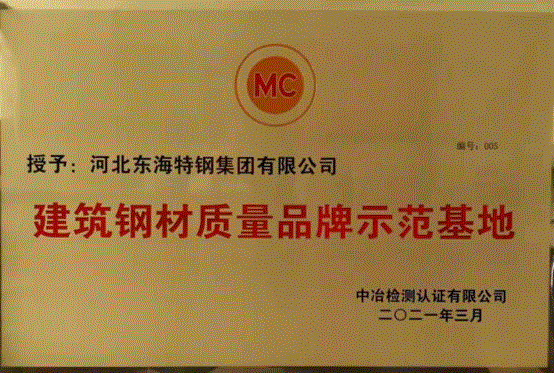 MC
编号：005
授予：河北东海特钢集团有限公司
建筑钢材质量品牌示范基地
中冶检测认证有限公司
二〇二一年三月